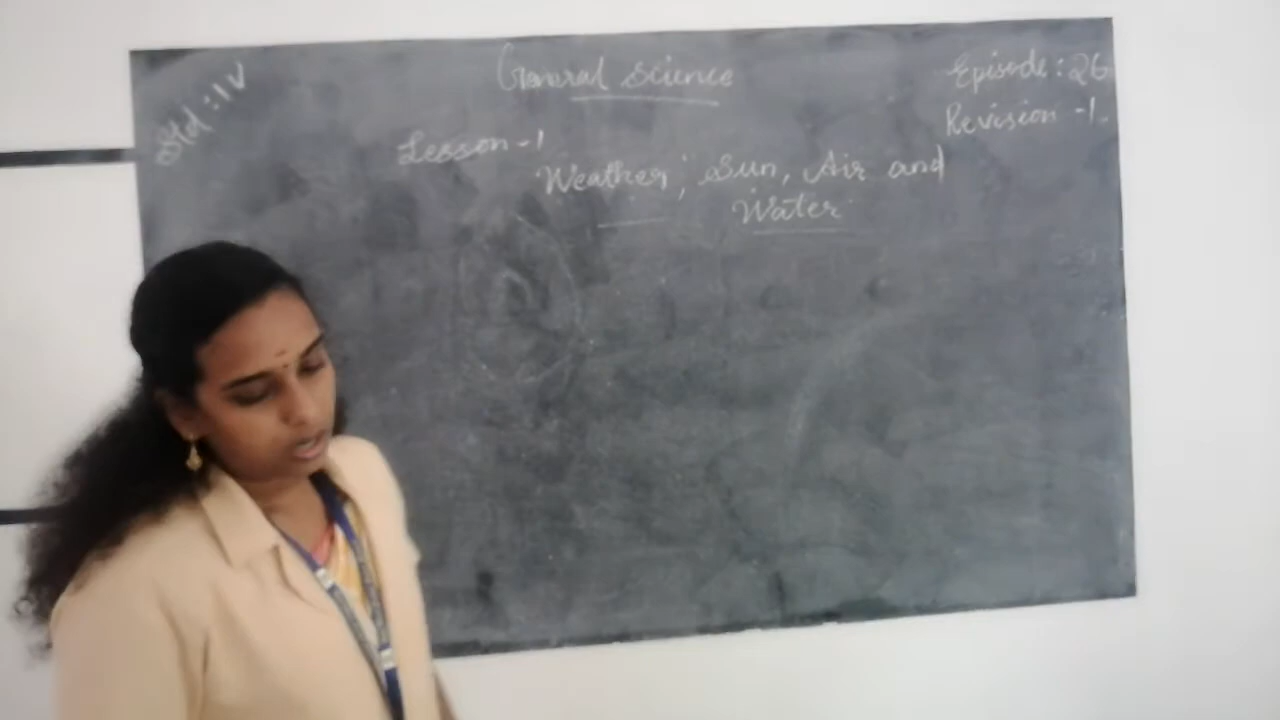 Std : IV
General Science
Episode : 26
Revision - 1.
Lesson - 1
Weather, Sun, Air and
Water